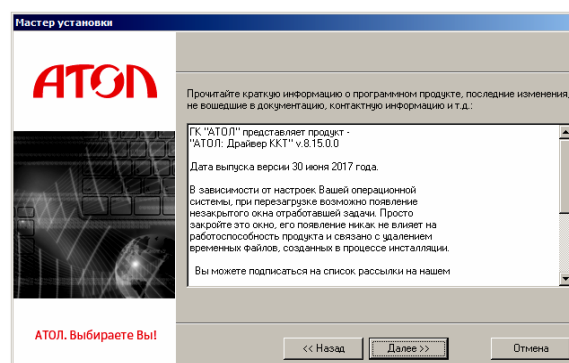 Мастер установки
АТОЛ
Прочитайте краткую информацию о программном продукте, последние изменения,
не вошедшие в документацию, контактную информацию и т.д.:
ГК "АТОЛ" представляет продукт -
"АТОЛ: Драйвер ККТ" v.8.15.0.0
Дата выпуска версии 30 июня 2017 года.
В зависимости от настроек Вашей операционной
системы, при перезагрузке возможно появление
незакрытого окна отработавшей задачи. Просто
закройте это окно, его появление никак не влияет на
работоспособность продукта и связано с удалением
временных файлов, созданных в процессе инсталляции.
Вы можете подписаться на список рассылки на нашем
АТОЛ. Выбираете Вы!
<< Назад
Далее >>
Отмена